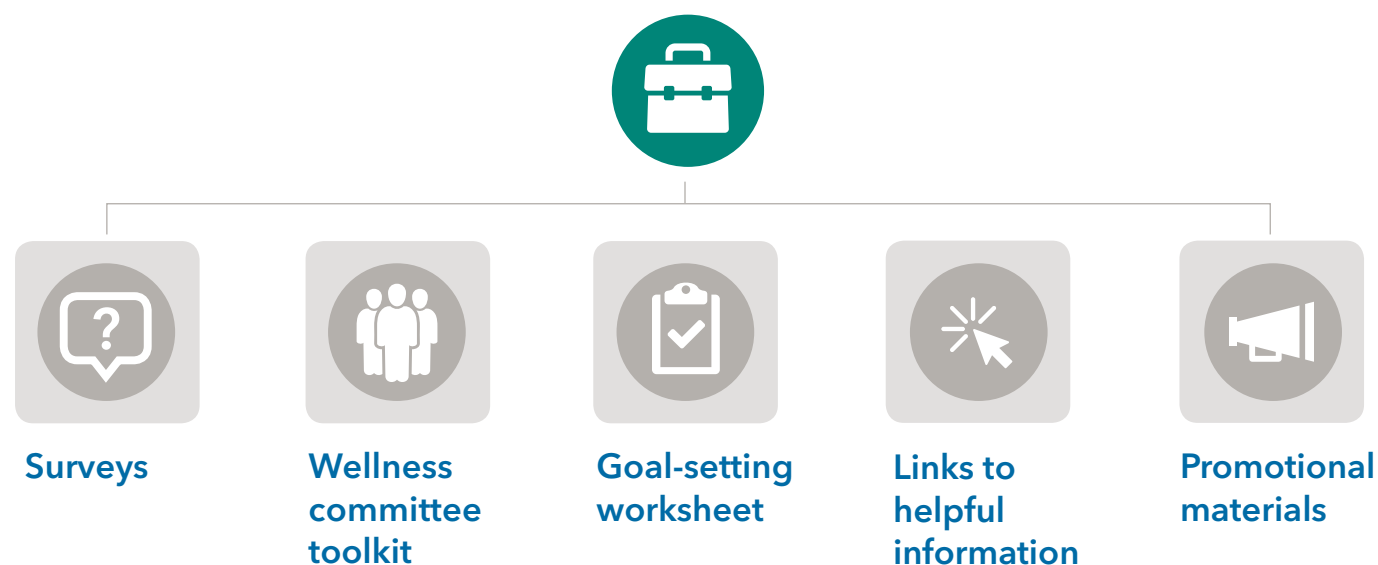 ?
Surveys
Wellness
committee
toolkit
Goal-setting
worksheet
Links to
helpful
information
Promotional
materials